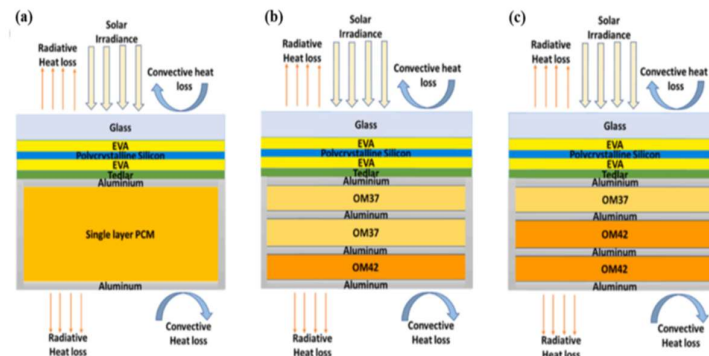 (a)
Solar
Irradiance
Radiative
Heat loss
Convective heat
loss
Glass
EVA
Polycrystalline Silicon
EVA
Tedlar
Aluminium
Single layer PCM
Aluminum
Radiative
Heat loss
Convective
Heat loss
(b)
Solar
Irradiance
Radiative
Heat loss
Convective heat
loss
Glass
EVA
Polycrystalline Silicon
EVA
Tedlar
Aluminium
OM37
Aluminum
OM37
Aluminum
OM42
Aluminum
Radiative
Heat loss
Convective
Heat loss
(c)
Solar
Irradiance
Radiative
Heat loss
Convective heat
loss
Glass
EVA
Polycrystalline Silicon
EVA
Tedlar
Aluminium
OM37
Aluminum
OM42
Aluminum
OM42
Aluminum
Radiative
Heat loss
Convective
Heat loss